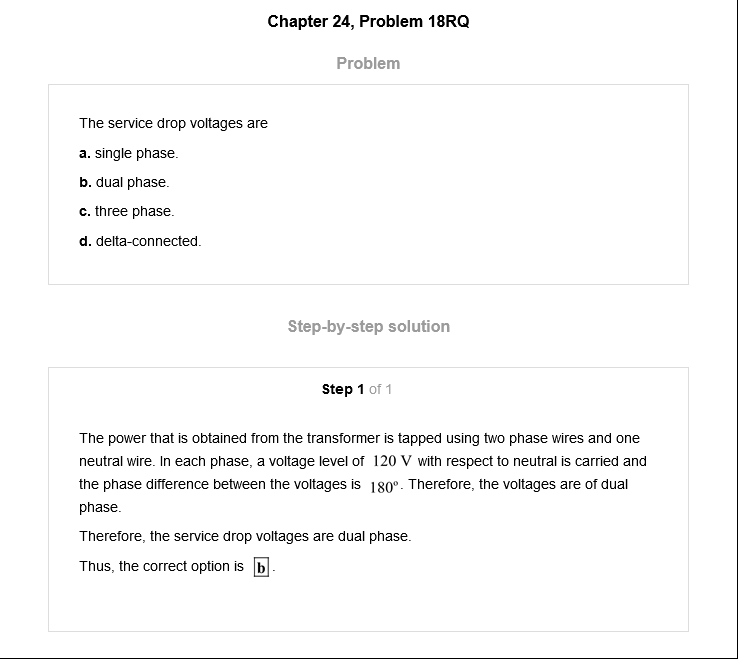 Chapter 24, Problem 18RQ
Problem
The service drop voltages are
a. single phase.
b. dual phase.
c. three phase.
d. delta-connected.
Step-by-step solution
Step 1 of 1
The power that is obtained from the transformer is tapped using two phase wires and one
neutral wire. In each phase, a voltage level of 120 V with respect to neutral is carried and
the phase difference between the voltages is 180°. Therefore, the voltages are of dual
phase.
Therefore, the service drop voltages are dual phase.
Thus, the correct option is b.